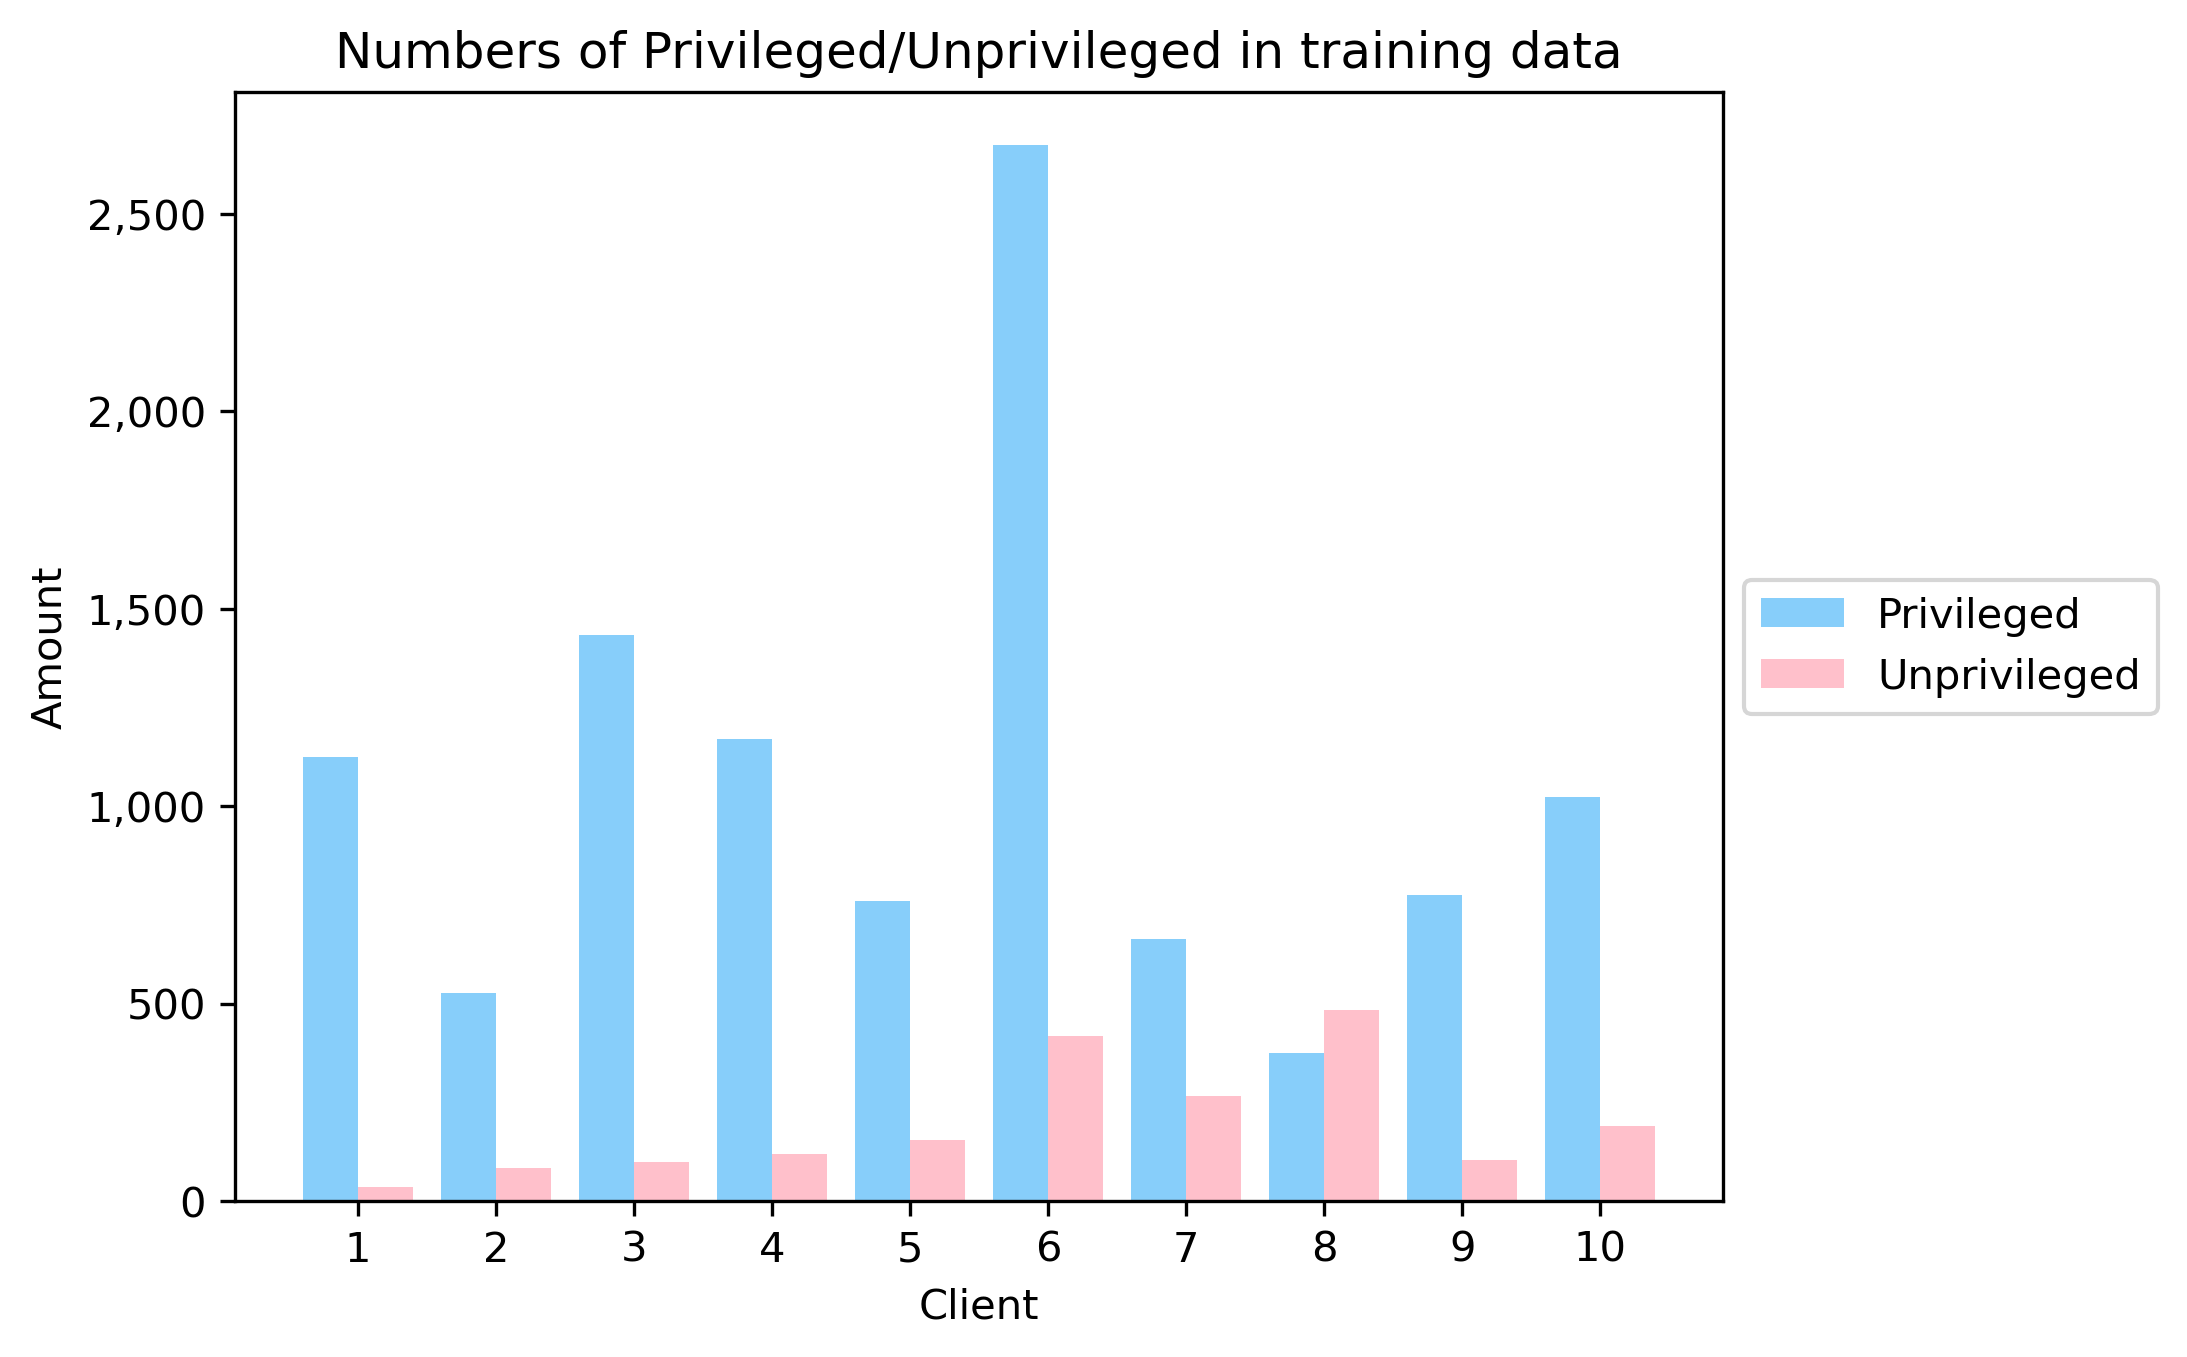 Numbers of Privileged/Unprivileged in training data
2,500
2,000
1,500
1,000
500
0
Amount
1 2 3 4 5 6 7 8 9 10
Client
Privileged
Unprivileged